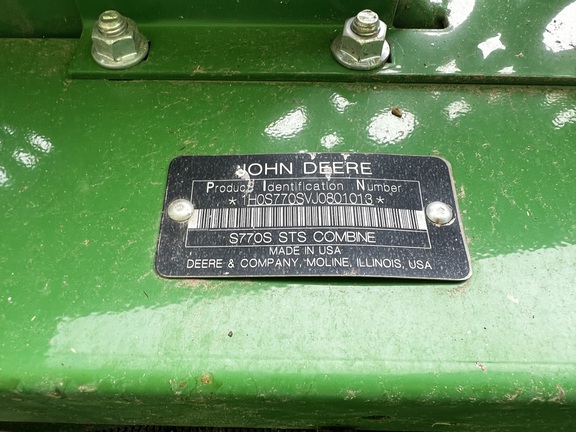 JOHN DEERE
Product Identification Number
*1H0S770SVJ0801013*
S770S STS COMBINE
MADE IN USA
DEERE & COMPANY, MOLINE, ILLINOIS, USA